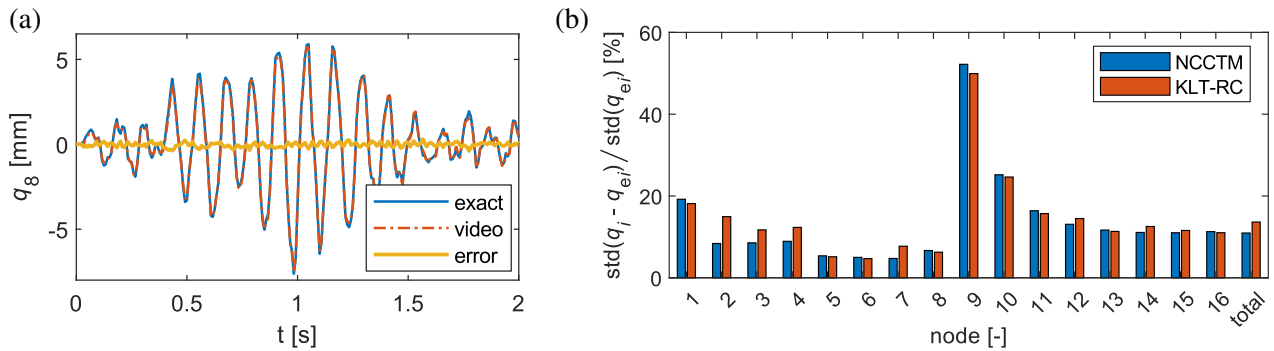 (a)
q8 [mm]
5
0
-5
exact
video
error
0
0.5
1
1.5
2
t [s]
(b)
std(qi - qei) / std(qei) [%]
60
40
20
0
NCCTM
KLT-RC
1
2
3
4
5
6
7
8
9
10
11
12
13
14
15
16
total
node [-]